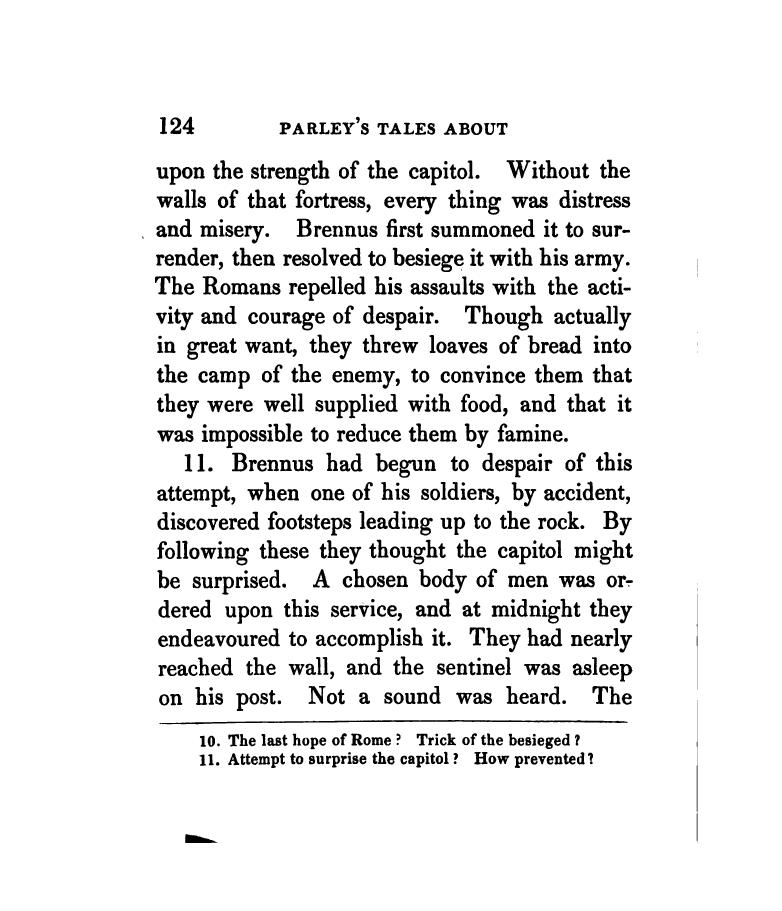 124 PARLEY'S TALES ABOUT
upon the strength of the capitol. Without the
walls of that fortress, every thing was distress
and misery. Brennus first summoned it to sur-
render, then resolved to besiege it with his army.
The Romans repelled his assaults with the acti-
vity and courage of despair. Though actually
in great want, they threw loaves of bread into
the camp of the enemy, to convince them that
they were well supplied with food, and that it
was impossible to reduce them by famine.
11. Brennus had begun to despair of this
attempt, when one of his soldiers, by accident,
discovered footsteps leading up to the rock. By
following these they thought the capitol might
be surprised. A chosen body of men was or-
dered upon this service, and at midnight they
endeavoured to accomplish it. They had nearly
reached the wall, and the sentinel was asleep
on his post. Not a sound was heard. The
10. The last hope of Rome? Trick of the besieged?
11. Attempt to surprise the capitol? How prevented?